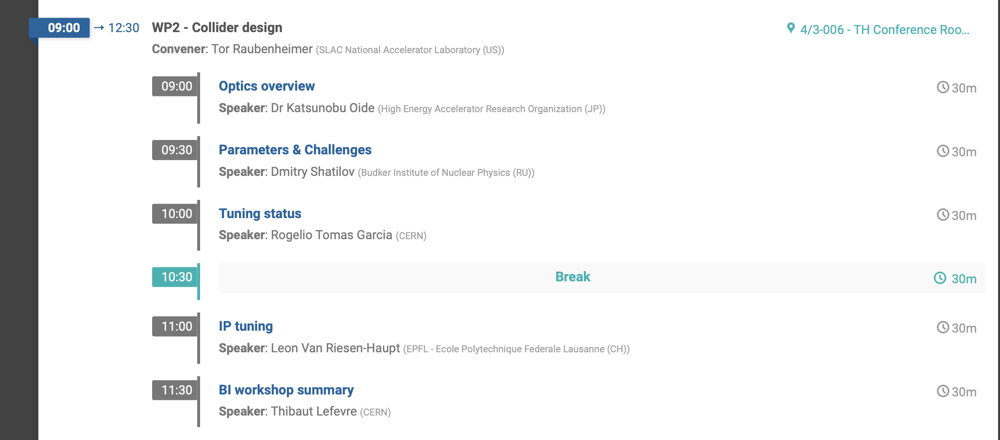 09:00 → 12:30 WP2 - Collider design 4/3-006 - TH Conference Roo...
Convener: Tor Raubenheimer (SLAC National Accelerator Laboratory (US))
09:00 Optics overview 30m
Speaker: Dr Katsunobu Oide (High Energy Accelerator Research Organization (JP))
09:30 Parameters & Challenges 30m
Speaker: Dmitry Shatilov (Budker Institute of Nuclear Physics (RU))
10:00 Tuning status 30m
Speaker: Rogelio Tomas Garcia (CERN)
10:30 Break 30m
11:00 IP tuning 30m
Speaker: Leon Van Riesen-Haupt (EPFL - Ecole Polytechnique Federale Lausanne (CH))
11:30 BI workshop summary 30m
Speaker: Thibaut Lefevre (CERN)